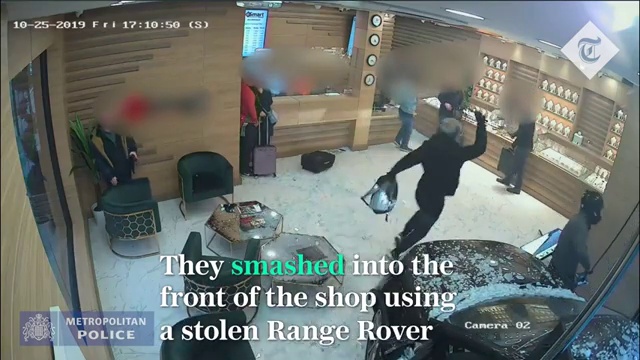 10-25-2019 Fri 17:10:50 (S)
Smart
T
They smashed into the
front of the shop using
a stolen Range Rover
METROPOLITAN
POLICE
Camera 02